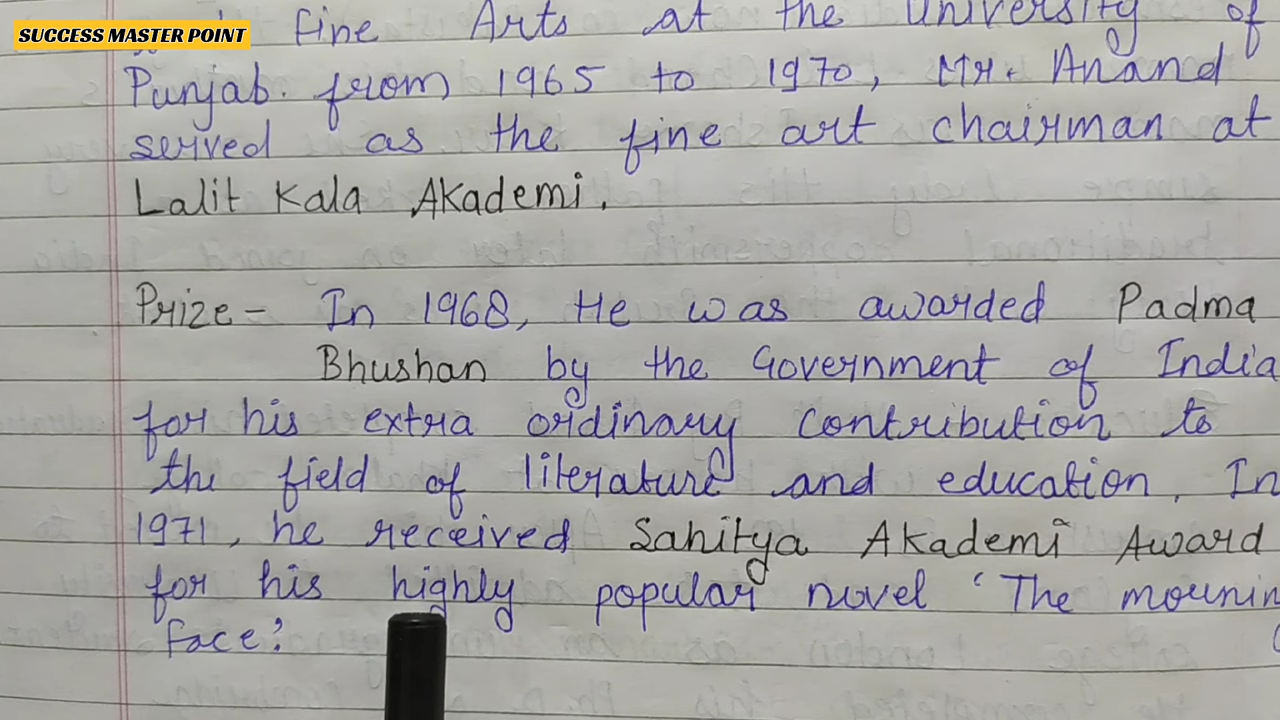 SUCCESS MASTER POINT
fine Arts at the University of
Punjab. from 1965 to 1970, Mr. Anand
served as the fine art chairman at
Lalit Kala Akademi.
Prize- In 1968, He was awarded Padma
Bhushan by the Government of India
for his extra ordinary contribution to
the field of literature and education. In
1971, he received Sahitya Akademi Award
for his highly popular novel 'The mournin
face.'